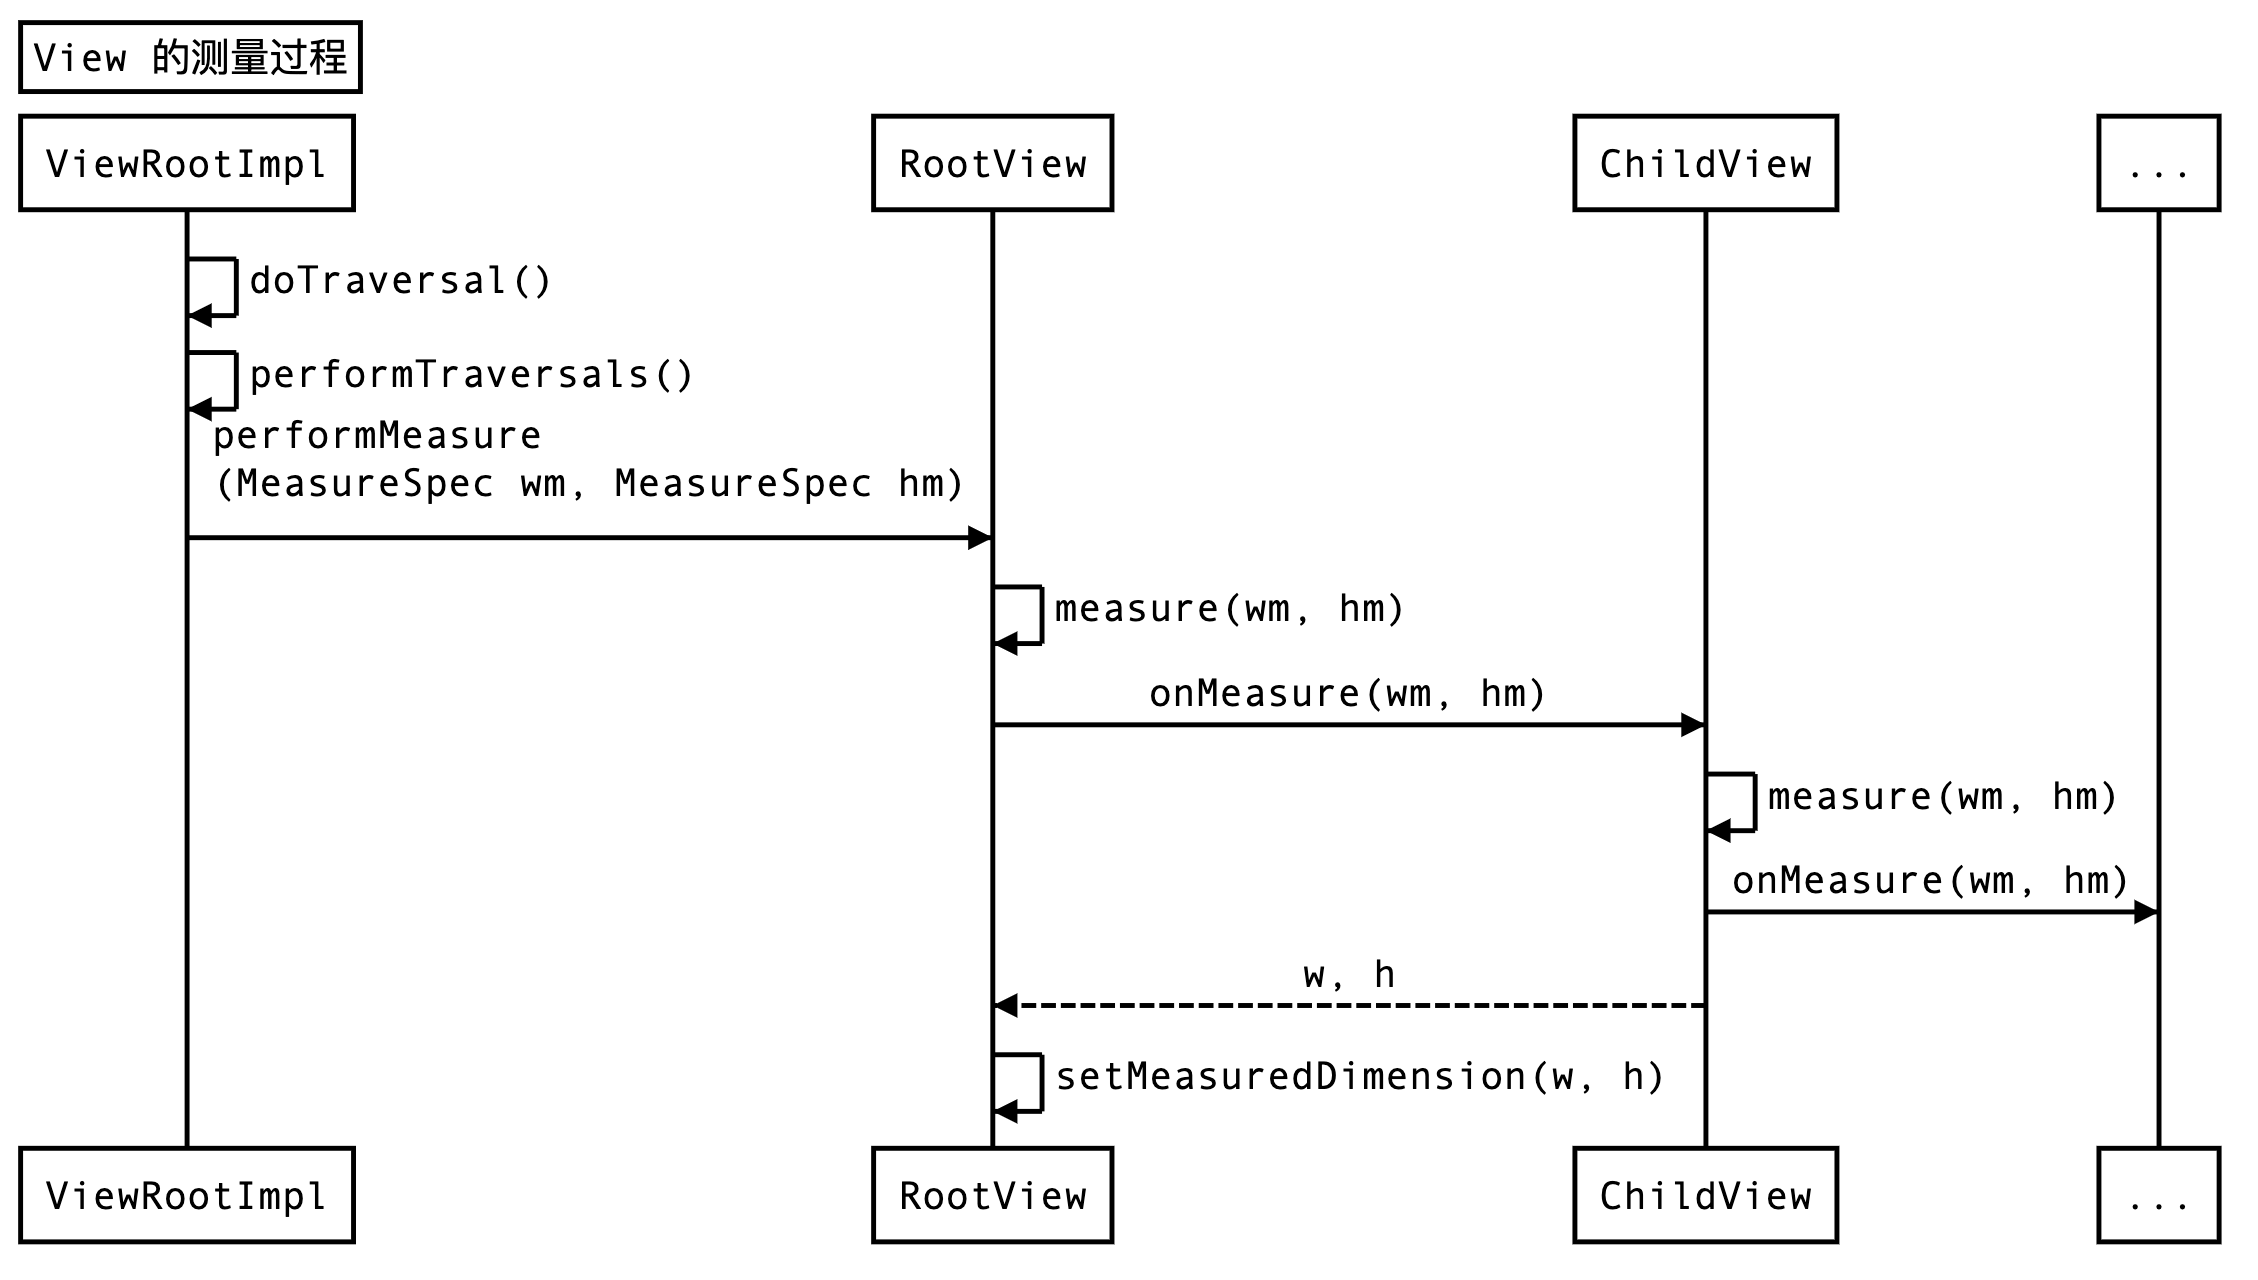 View 的测量过程
ViewRootImpl
RootView
ChildView
...
doTraversal()
performTraversals()
performMeasure
(MeasureSpec wm, MeasureSpec hm)
measure(wm, hm)
onMeasure(wm, hm)
measure(wm, hm)
onMeasure(wm, hm)
w, h
setMeasuredDimension(w, h)
ViewRootImpl
RootView
ChildView
...